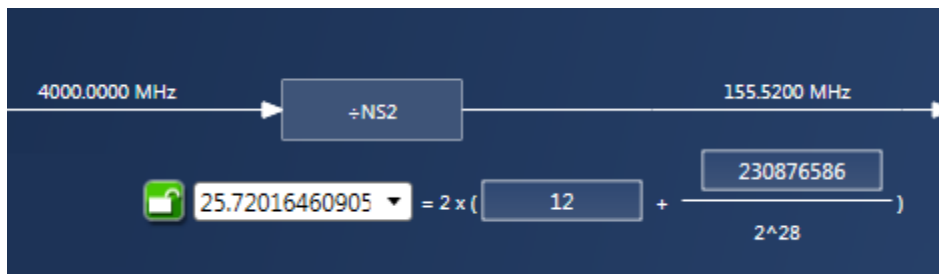 4000.0000 MHz
155.5200 MHz
÷NS2
230876586
25.72016460905 = 2 x ( 12 + )
2^28